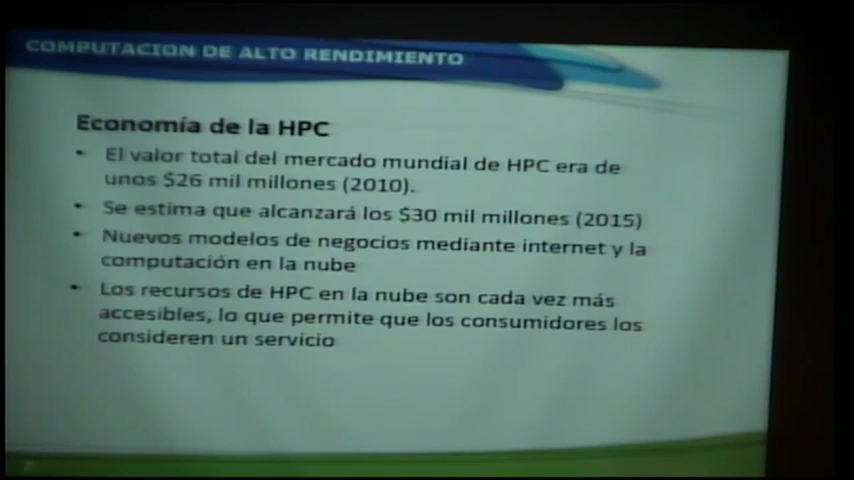 COMPUTACION DE ALTO RENDIMIENTO
Economía de la HPC
• El valor total del mercado mundial de HPC era de
unos $26 mil millones (2010).
• Se estima que alcanzará los $30 mil millones (2015)
• Nuevos modelos de negocios mediante internet y la
computación en la nube
• Los recursos de HPC en la nube son cada vez más
accesibles, lo que permite que los consumidores los
consideren un servicio